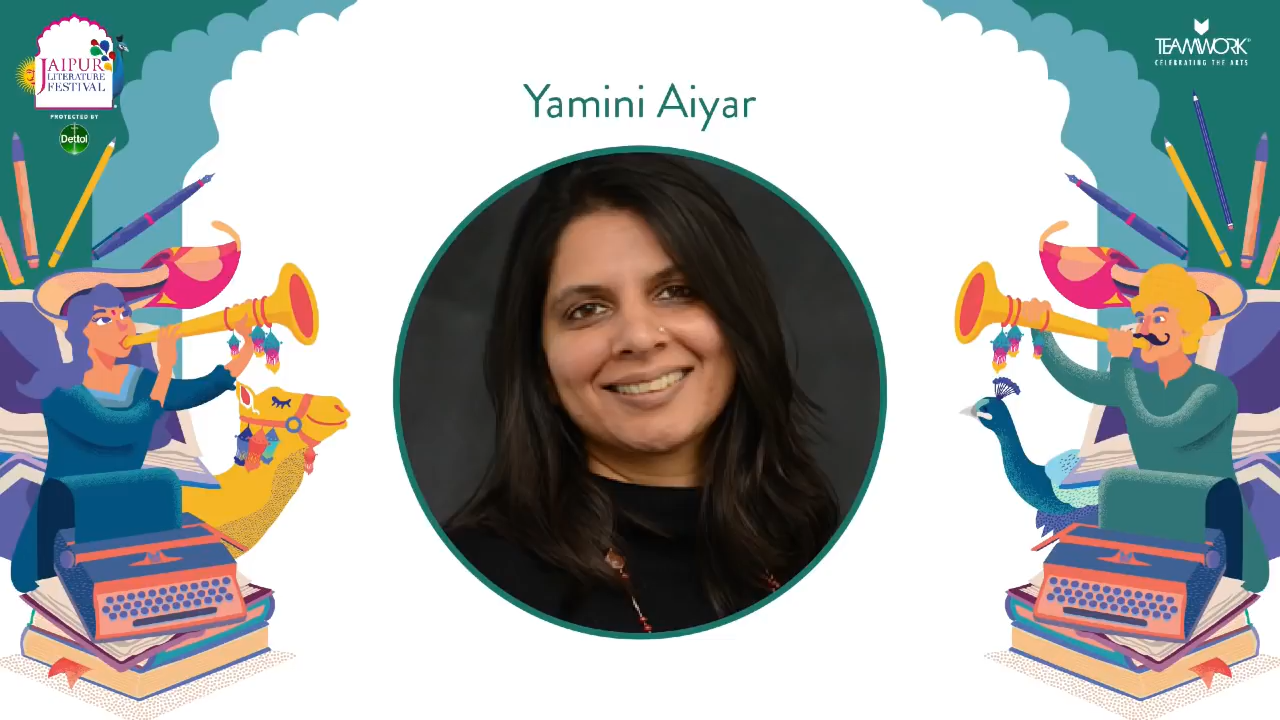 JAIPUR
LITERATURE
FESTIVAL
PROTECTED BY
Dettol
TEAMWORK®
CELEBRATING THE ARTS
Yamini Aiyar